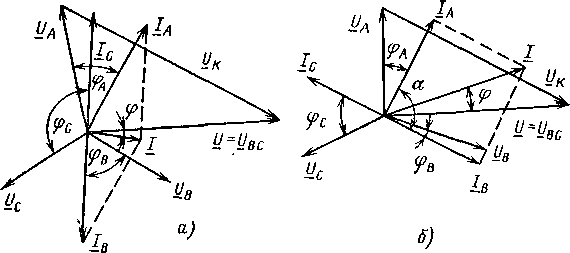 U_A
I_C
I_A
U_K
φ_A
φ_C
φ
I
U=U_BC
φ_B
U_C
U_B
I_B
а)
U_A
I_A
I_C
φ_A
I
U_K
α
φ
φ_C
U=U_BC
φ_B
U_B
U_C
I_B
б)